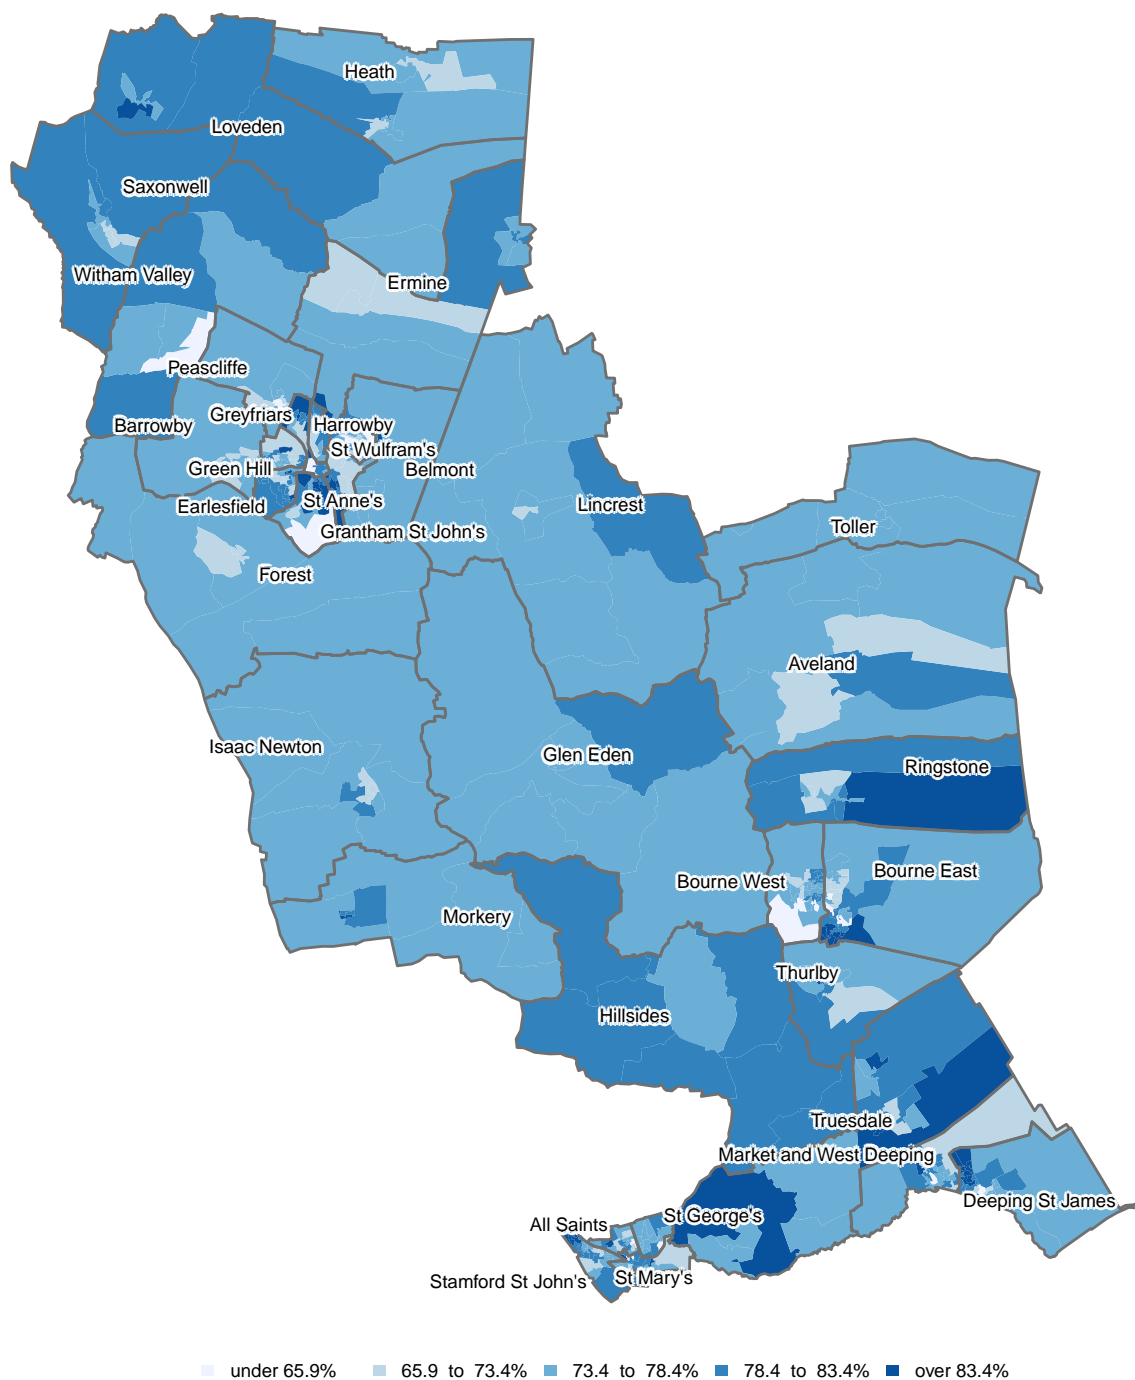 Heath
Loveden
Saxonwell
Witham Valley
Ermine
Peascliffe
Greyfriars
Barrowby
Harrowby
St Wulfram's
Green Hill
Belmont
Earlesfield
St Anne's
Lincrest
Grantham St John's
Toller
Forest
Aveland
Isaac Newton
Glen Eden
Ringstone
Bourne West
Bourne East
Morkery
Thurlby
Hillsides
Truesdale
Market and West Deeping
Deeping St James
All Saints
St George's
Stamford St John's
St Mary's
under 65.9%
65.9 to 73.4%
73.4 to 78.4%
78.4 to 83.4%
over 83.4%